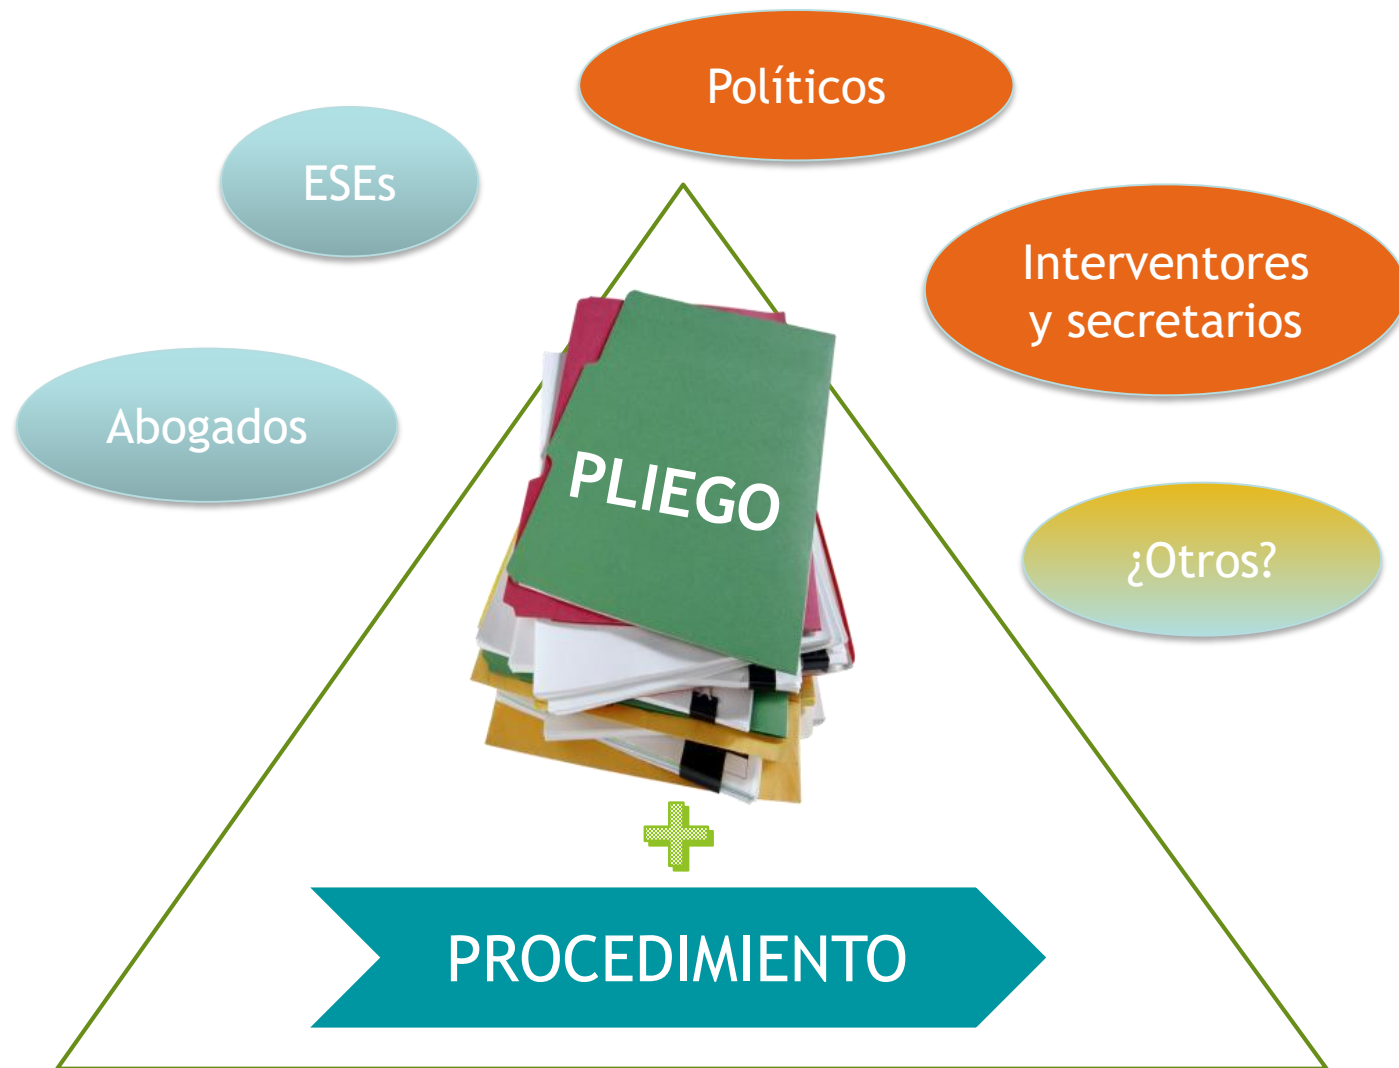 Políticos
ESEs
Interventores
y secretarios
Abogados
PLIEGO
¿Otros?
PROCEDIMIENTO